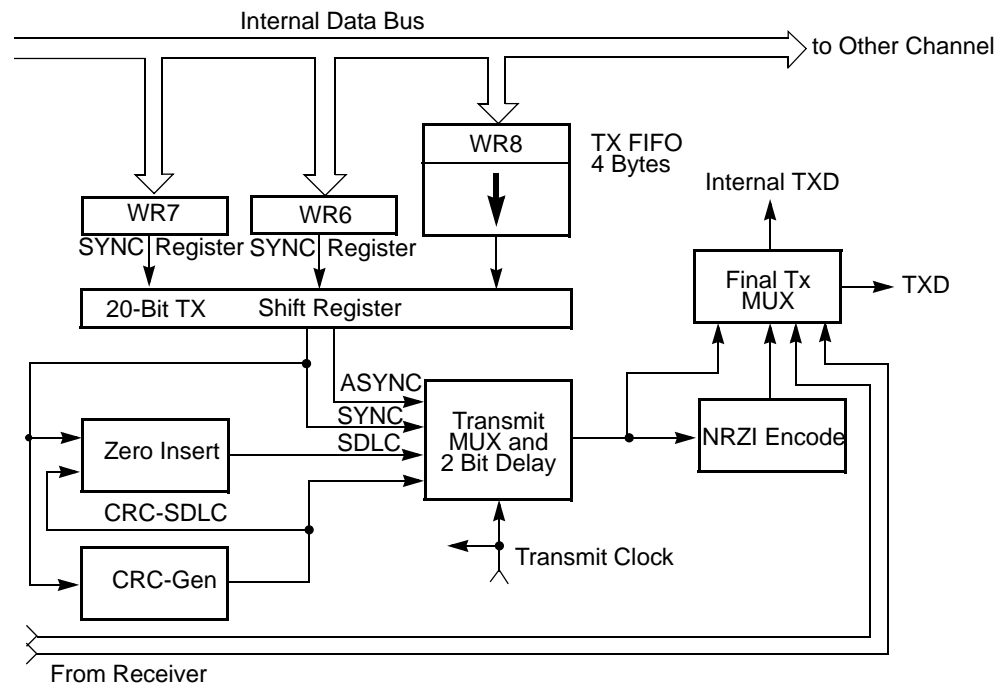 Internal Data Bus
to Other Channel
WR8
TX FIFO
4 Bytes
Internal TXD
WR7
WR6
SYNC Register
SYNC Register
Final Tx
MUX
TXD
20-Bit TX Shift Register
ASYNC
SYNC
SDLC
Transmit
MUX and
2 Bit Delay
NRZI Encode
Zero Insert
CRC-SDLC
CRC-Gen
Transmit Clock
From Receiver